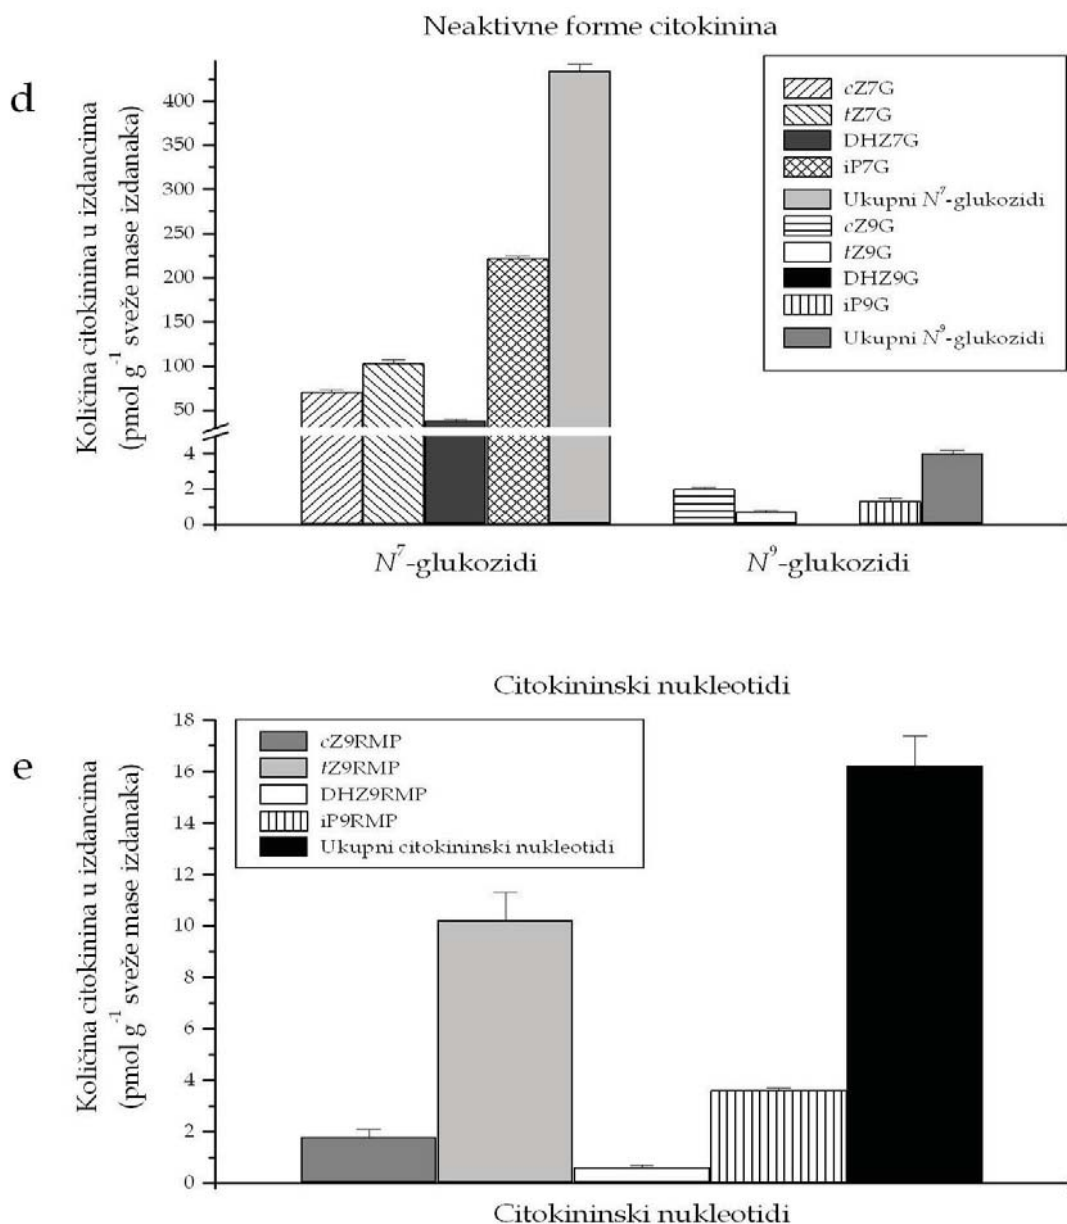 Neaktivne forme citokinina
d
Količina citokinina u izdancima
(pmol g⁻¹ sveže mase izdanaka)
400
350
300
250
200
150
100
50
4
2
0
cZ7G
tZ7G
DHZ7G
iP7G
Ukupni N⁷-glukozidi
cZ9G
tZ9G
DHZ9G
iP9G
Ukupni N⁹-glukozidi
N⁷-glukozidi
N⁹-glukozidi
Citokininski nukleotidi
e
Količina citokinina u izdancima
(pmol g⁻¹ sveže mase izdanaka)
18
16
14
12
10
8
6
4
2
0
cZ9RMP
tZ9RMP
DHZ9RMP
iP9RMP
Ukupni citokininski nukleotidi
Citokininski nukleotidi